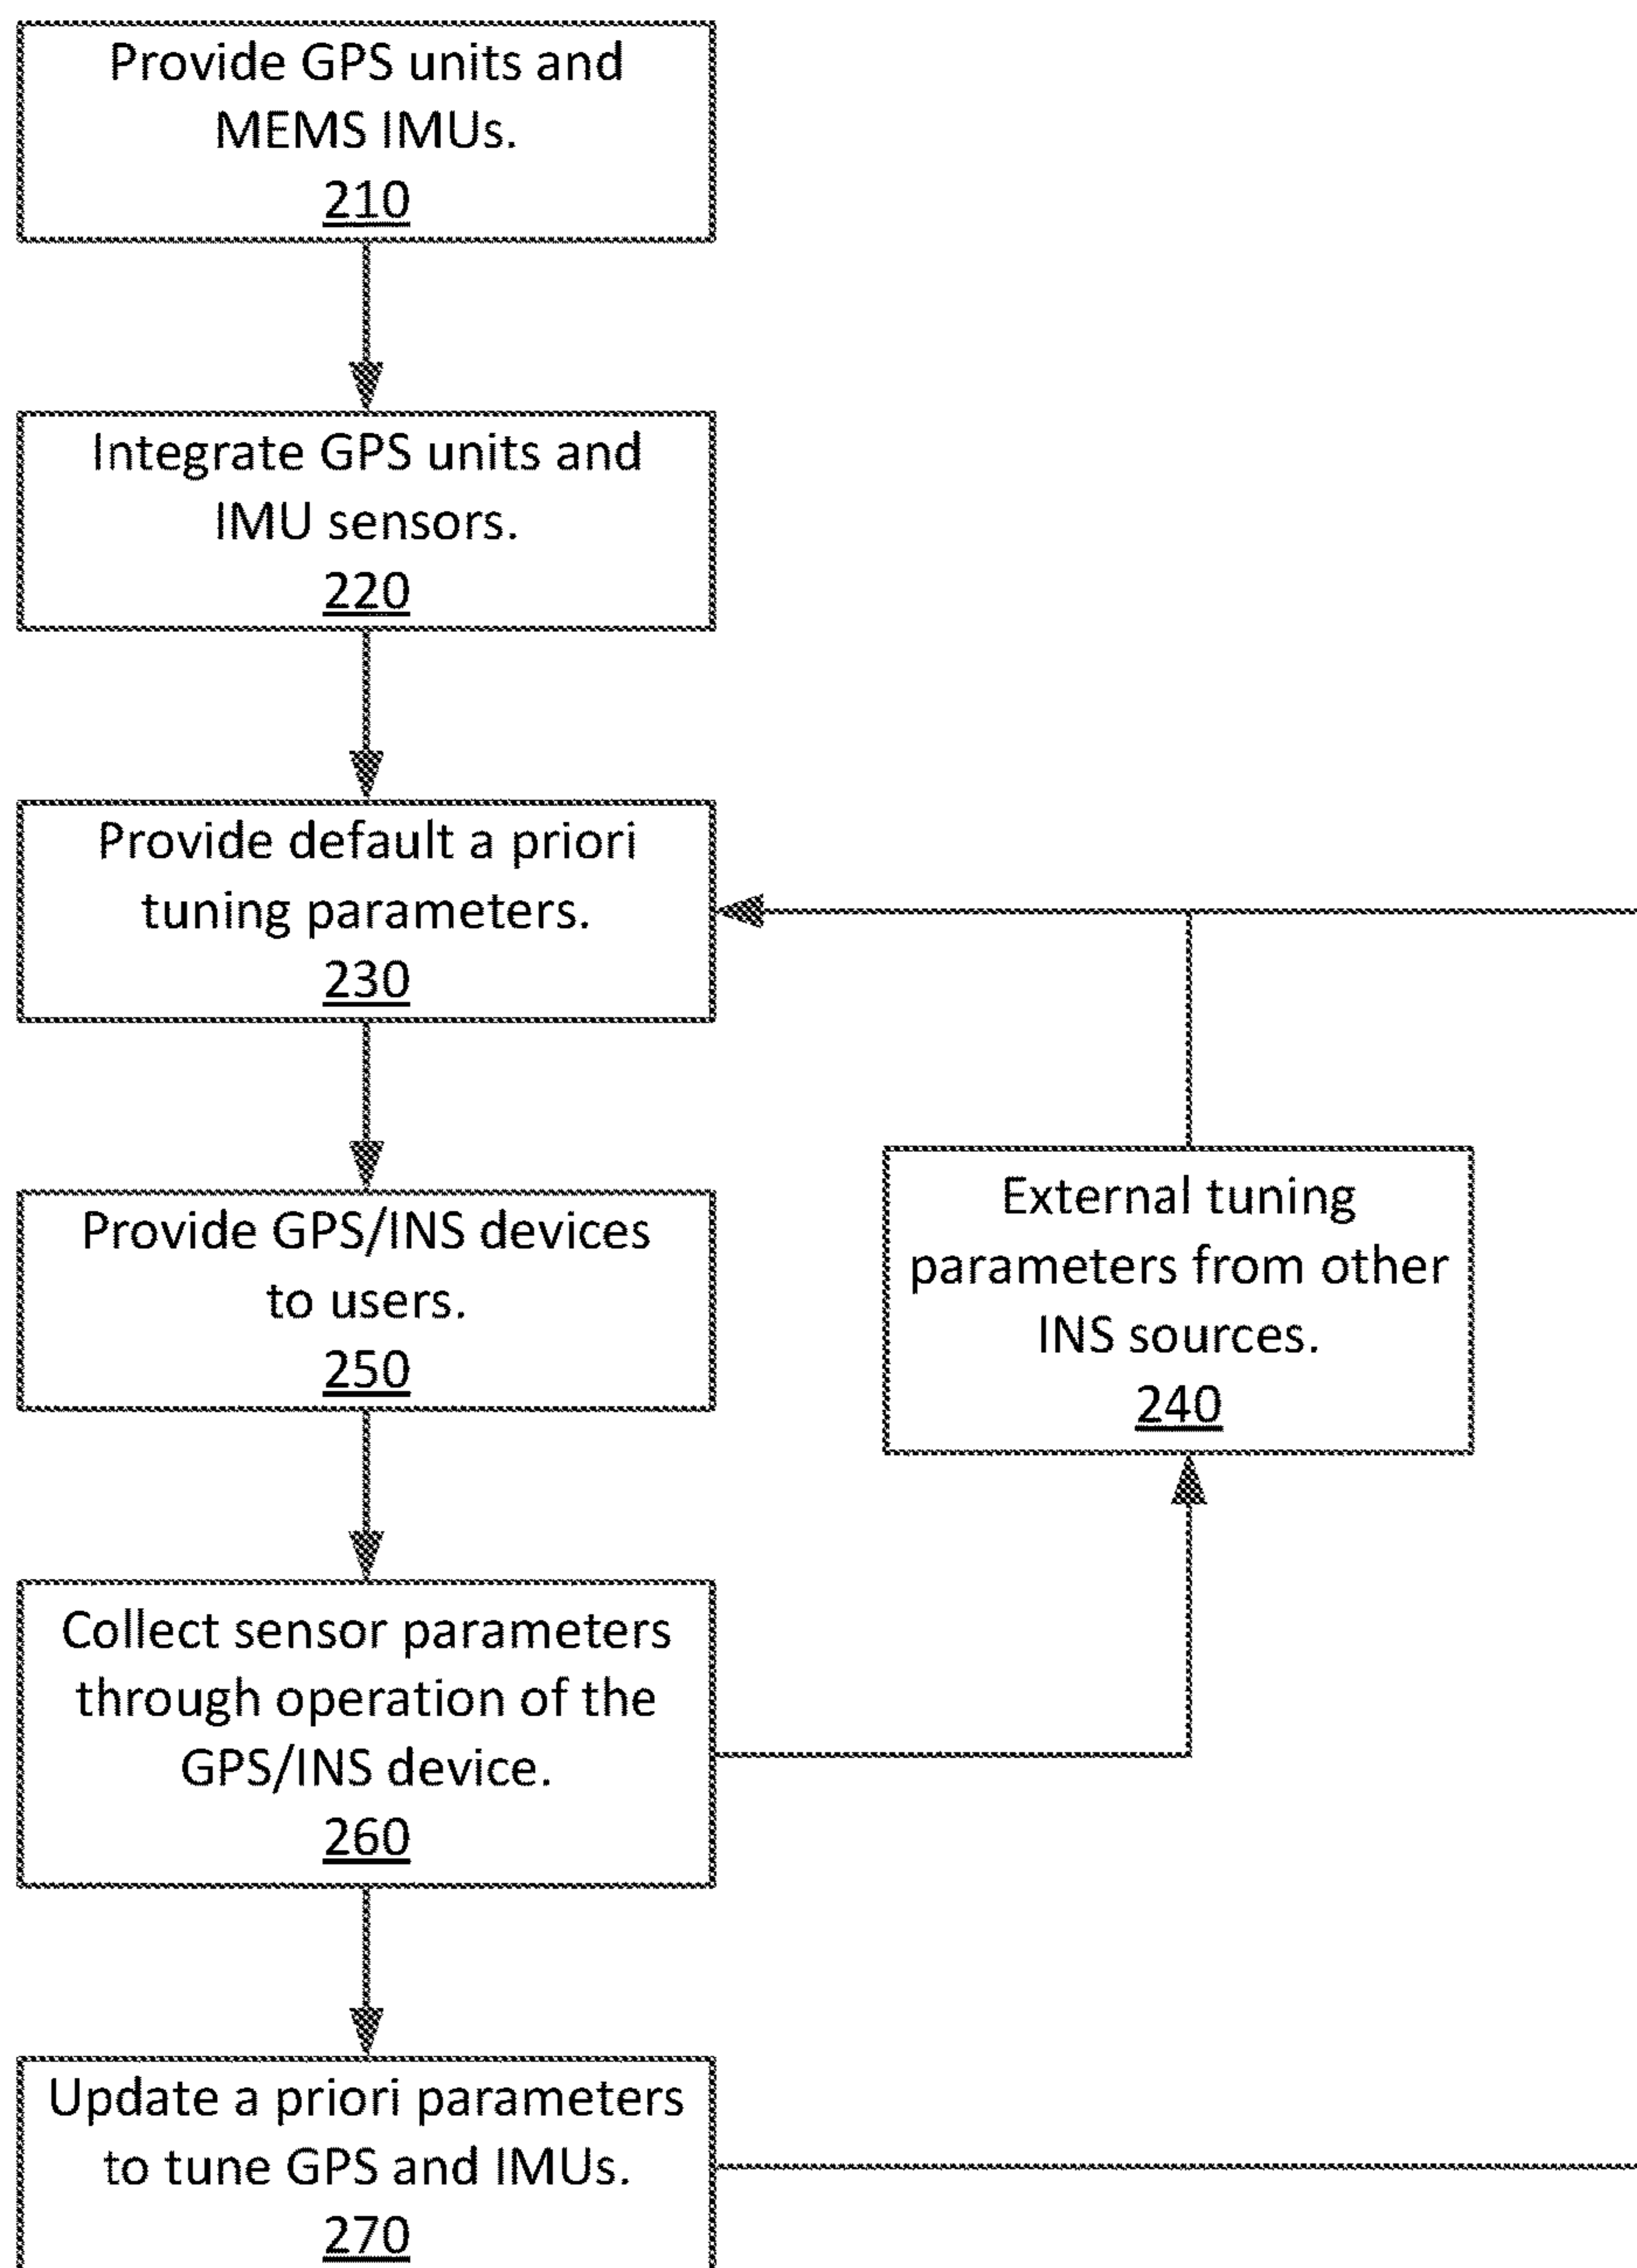 Provide GPS units and
MEMS IMUs.
210
Integrate GPS units and
IMU sensors.
220
Provide default a priori
tuning parameters.
230
External tuning
parameters from other
INS sources.
240
Provide GPS/INS devices
to users.
250
Collect sensor parameters
through operation of the
GPS/INS device.
260
Update a priori parameters
to tune GPS and IMUs.
270